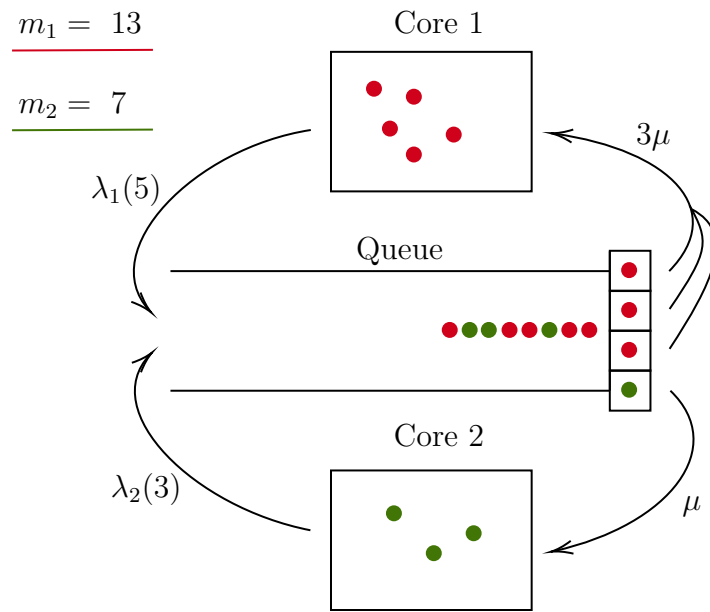 m₁ = 13
Core 1
m₂ = 7
3μ
λ₁(5)
Queue
Core 2
λ₂(3)
μ